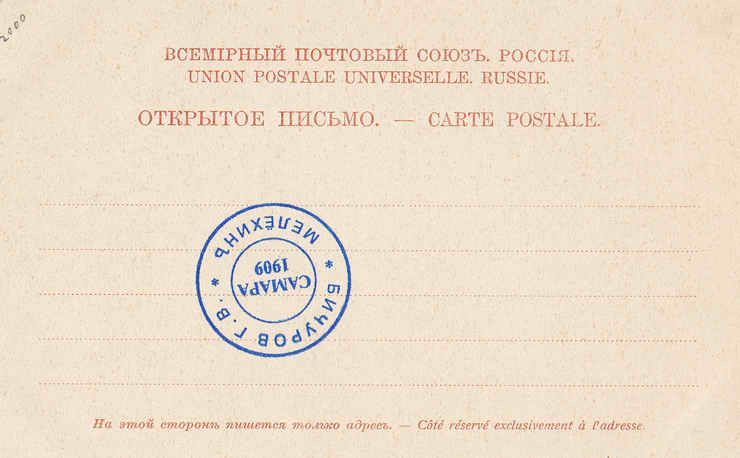 2000
ВСЕМІРНЫЙ ПОЧТОВЫЙ СОЮЗЪ. РОССІЯ.
UNION POSTALE UNIVERSELLE. RUSSIE.
ОТКРЫТОЕ ПИСЬМО. — CARTE POSTALE.
БИЧУРОВ Г.В.
* МЕЛЁХИНЪ *
САМАРА
1909
На этой сторонѣ пишется только адресъ. — Côté réservé exclusivement à l'adresse.